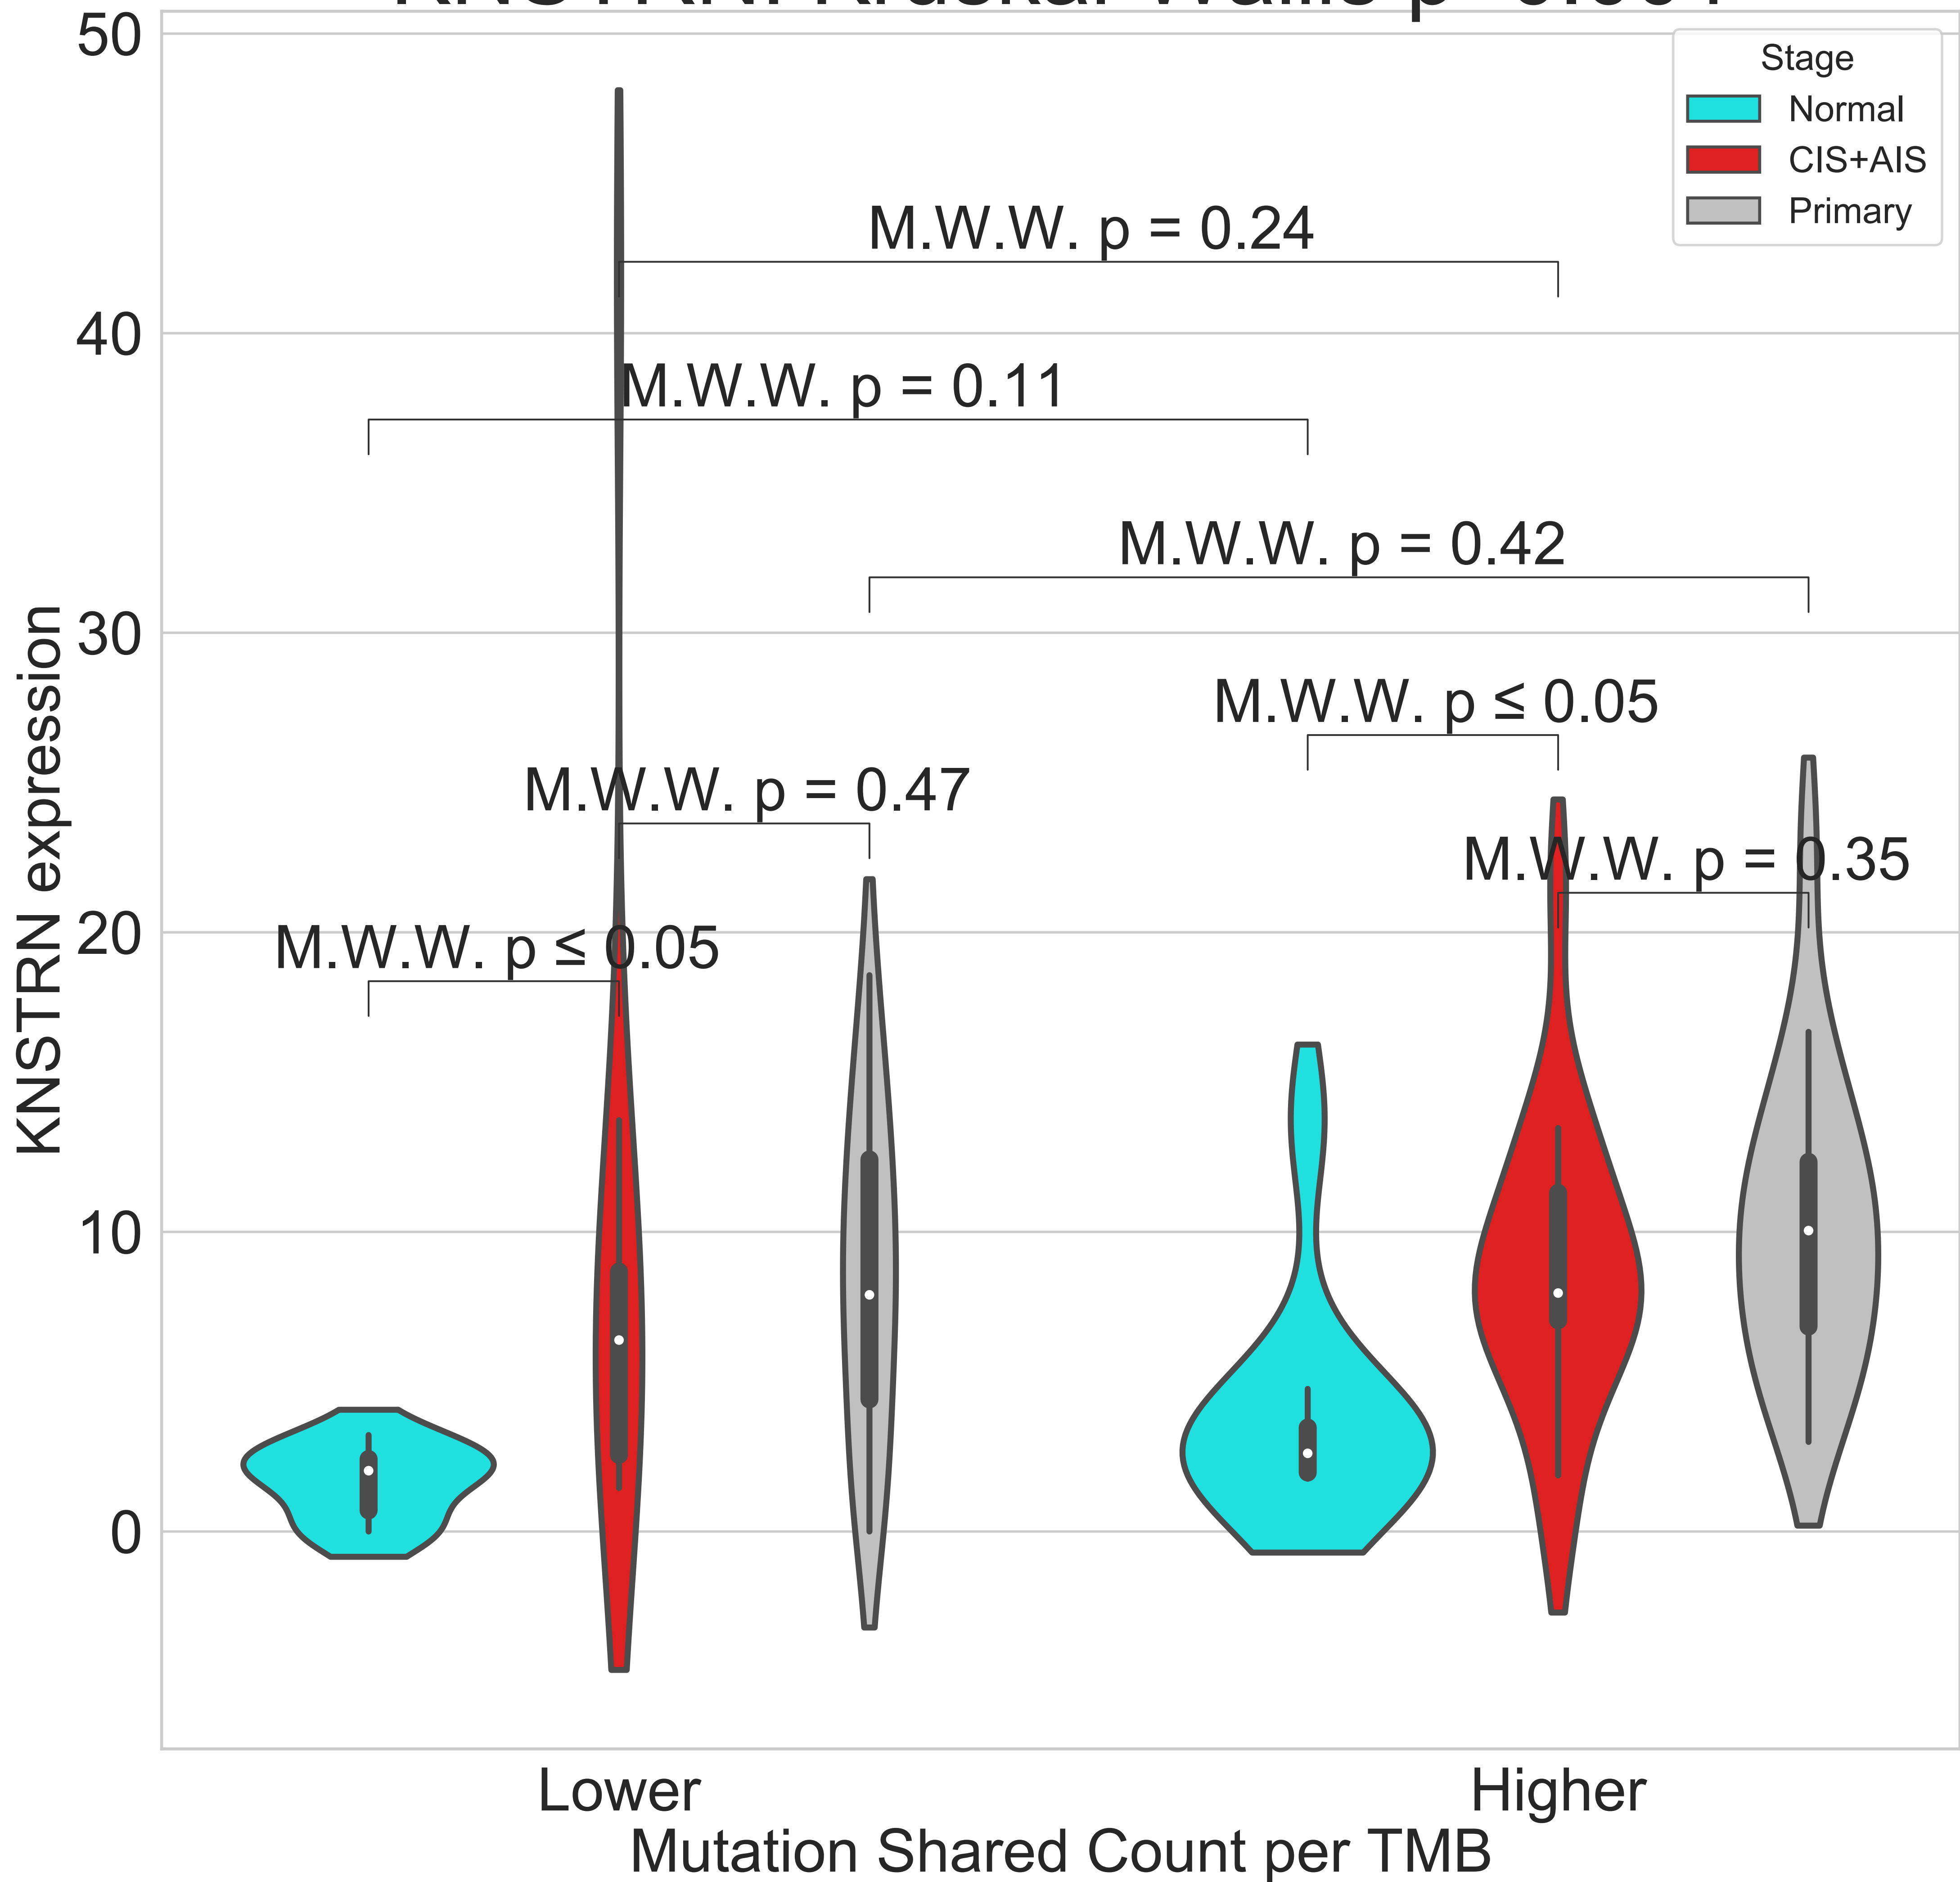 50
Stage
Normal
CIS+AIS
Primary
M.W.W. p = 0.24
40
M.W.W. p = 0.11
M.W.W. p = 0.42
30
M.W.W. p ≤ 0.05
M.W.W. p = 0.47
M.W.W. p = 0.35
20
M.W.W. p ≤ 0.05
10
0
KNSTRN expression
Lower
Higher
Mutation Shared Count per TMB